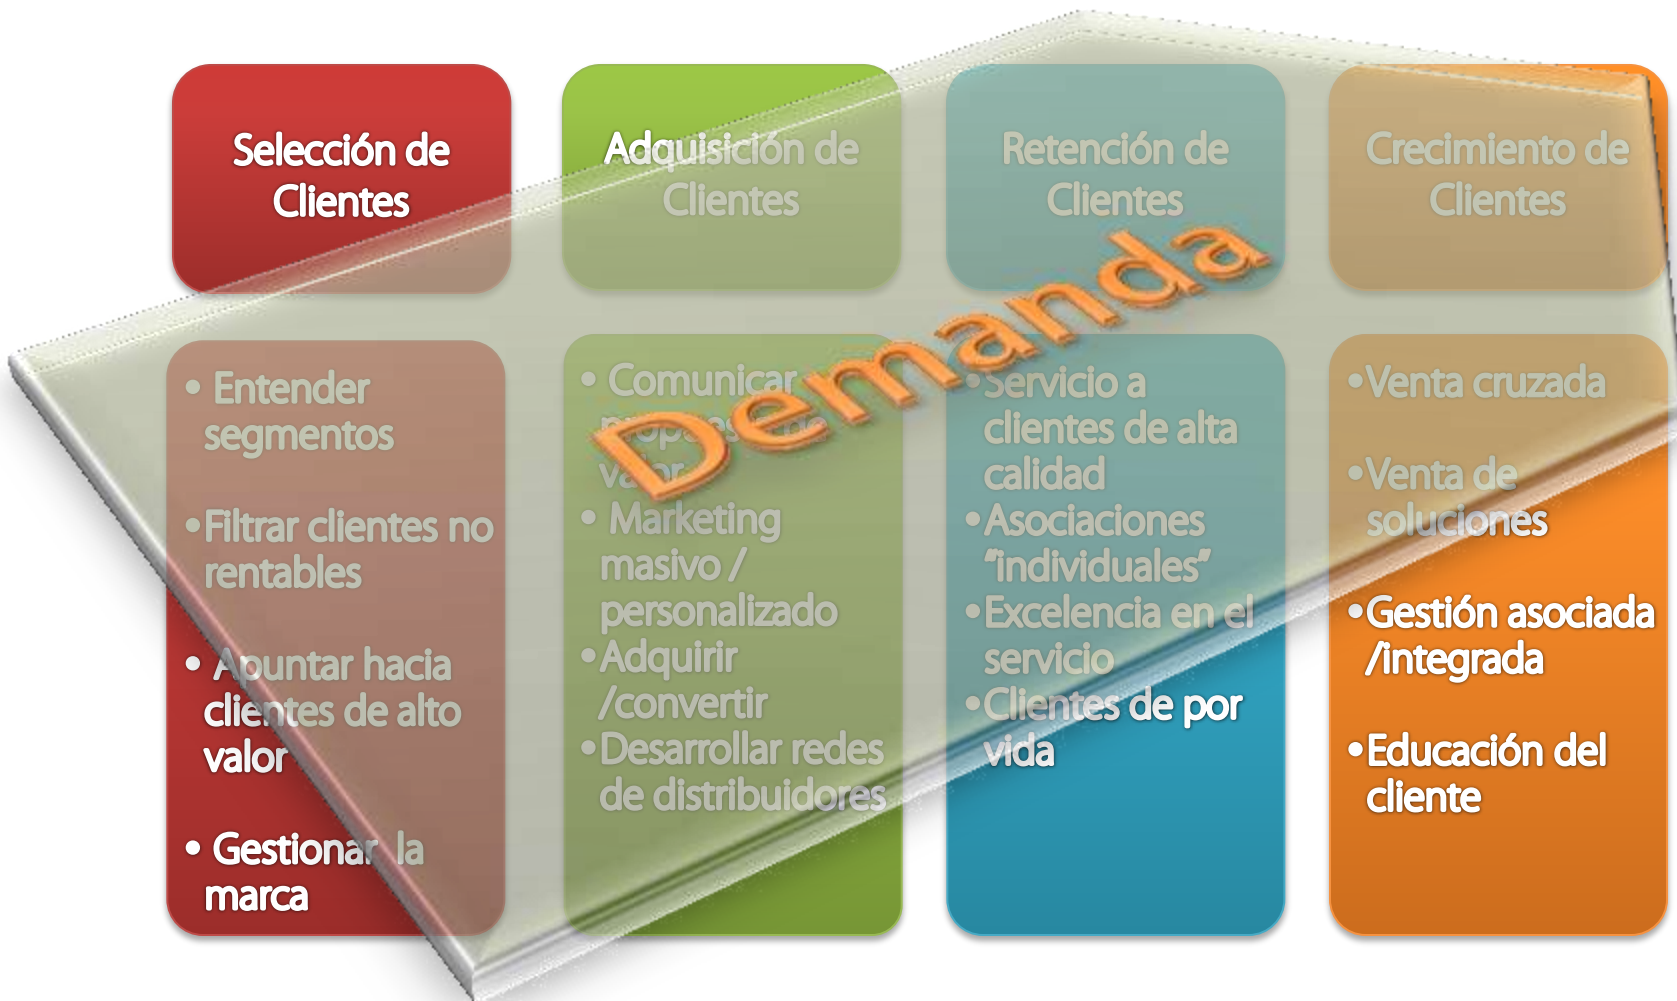 Selección de
Clientes
Adquisición de
Clientes
Retención de
Clientes
Crecimiento de
Clientes
Demanda
• Entender
segmentos
•Filtrar clientes no
rentables
• Apuntar hacia
clientes de alto
valor
• Gestionar la
marca
• Comunicar
valor
• Marketing
masivo /
personalizado
•Adquirir
/convertir
•Desarrollar redes
de distribuidores
•Servicio a
clientes de alta
calidad
•Asociaciones
“individuales”
•Excelencia en el
servicio
•Clientes de por
vida
•Venta cruzada
•Venta de
soluciones
•Gestión asociada
/integrada
•Educación del
cliente